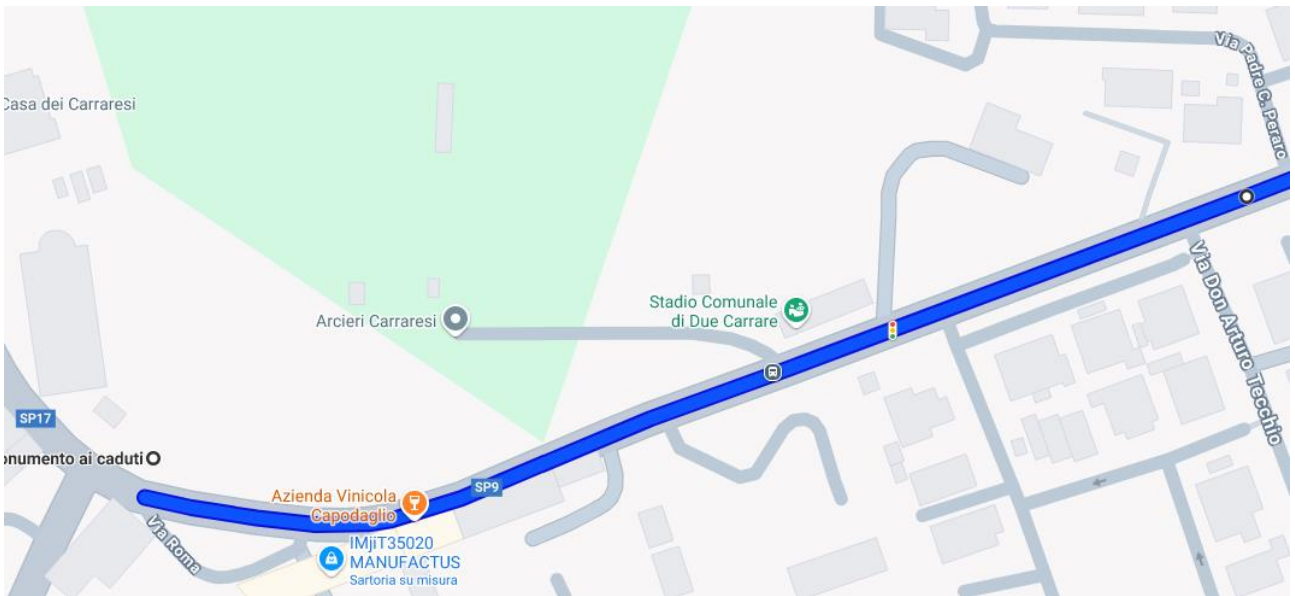 Via Padre C. Peraro
Casa dei Carraresi
Via Don Arturo Tecchio
Stadio Comunale
di Due Carrare
Arcieri Carraresi
SP17
onumento ai caduti
SP9
Azienda Vinicola
Capodaglio
Via Roma
IMjiT35020
MANUFACTUS
Sartoria su misura